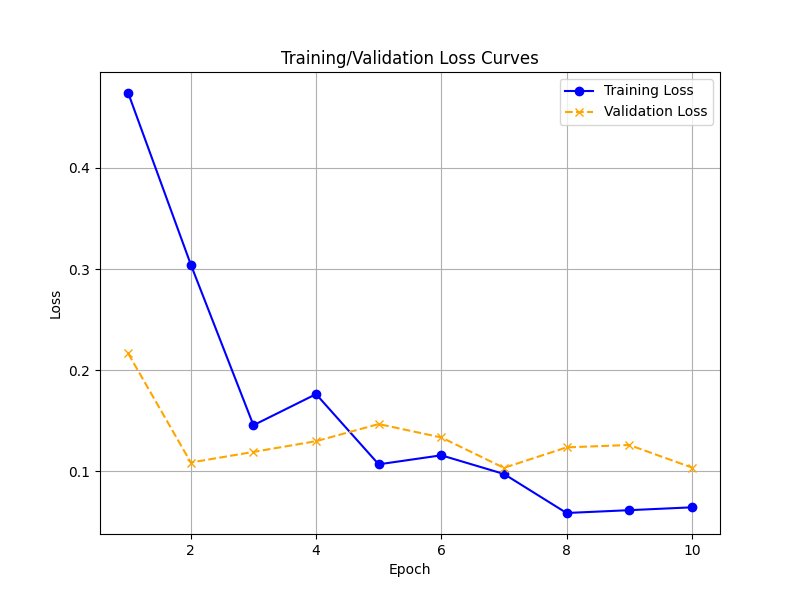 Training/Validation Loss Curves
Training Loss
Validation Loss
0.4
0.3
0.2
0.1
Loss
2 4 6 8 10
Epoch